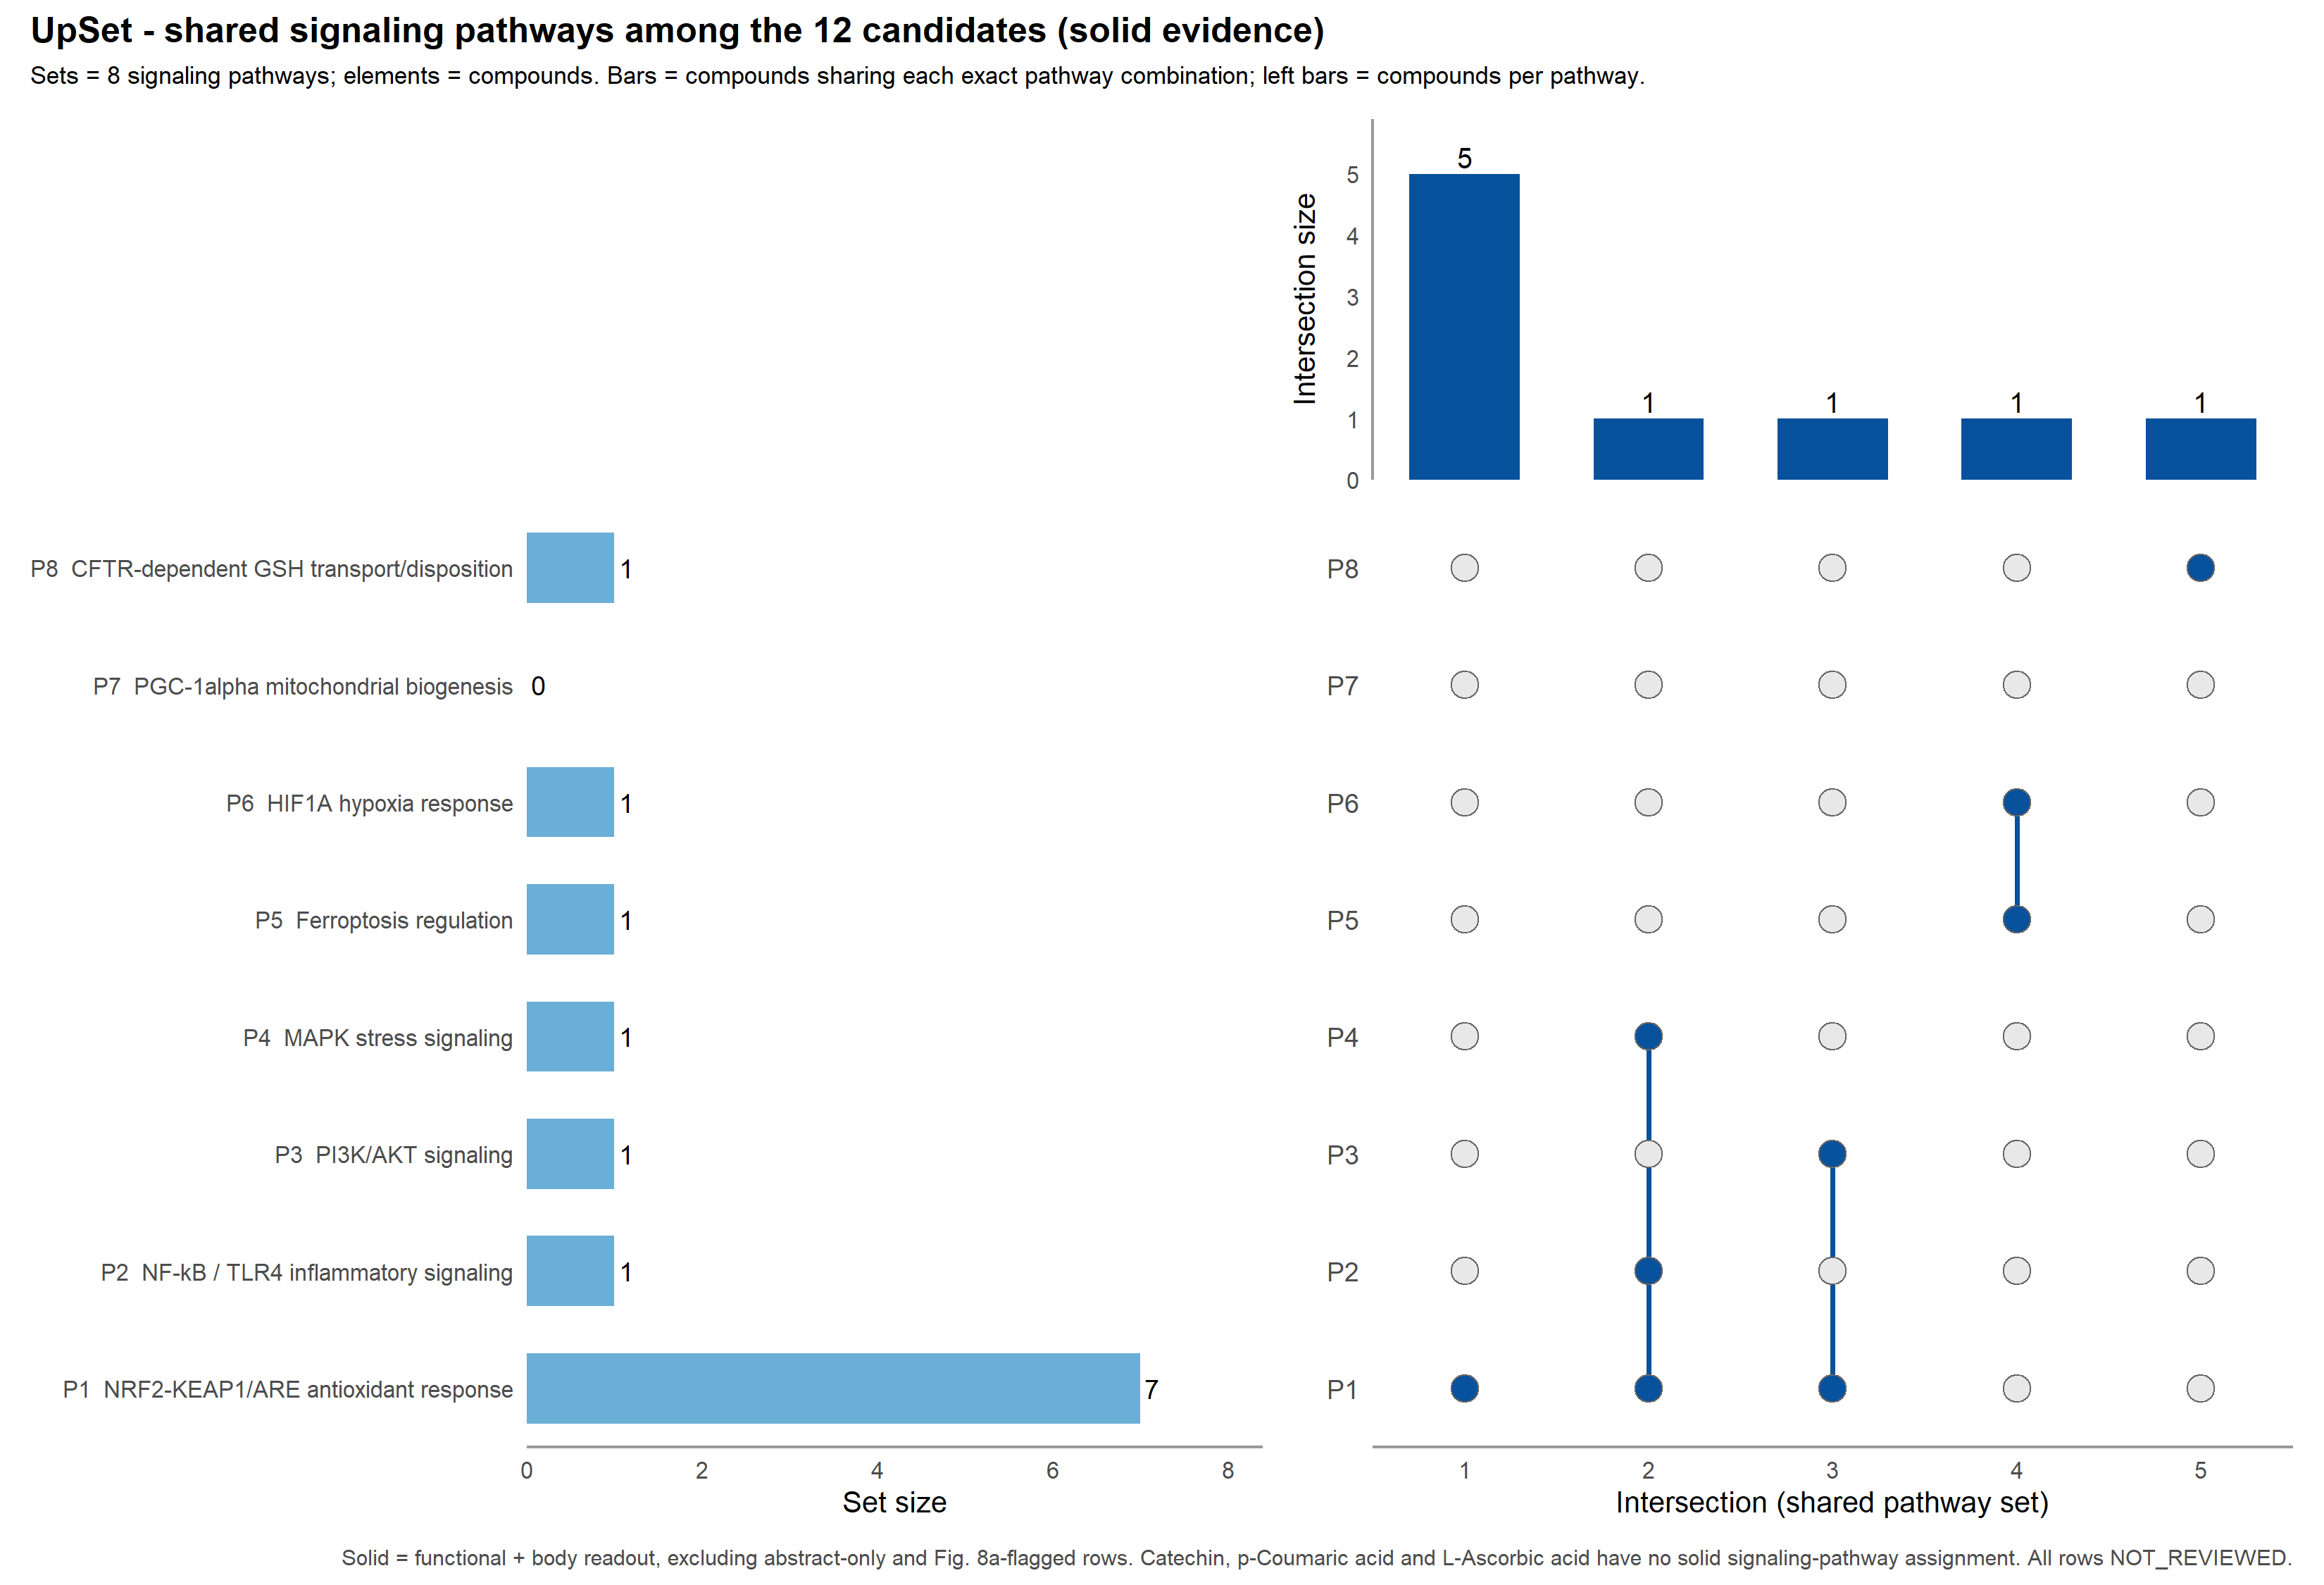 UpSet - shared signaling pathways among the 12 candidates (solid evidence)
Sets = 8 signaling pathways; elements = compounds. Bars = compounds sharing each exact pathway combination; left bars = compounds per pathway.
Intersection size
5
4
3
2
1
0
5
1
1
1
1
P8 CFTR-dependent GSH transport/disposition
1
P7 PGC-1alpha mitochondrial biogenesis
0
P6 HIF1A hypoxia response
1
P5 Ferroptosis regulation
1
P4 MAPK stress signaling
1
P3 PI3K/AKT signaling
1
P2 NF-kB / TLR4 inflammatory signaling
1
P1 NRF2-KEAP1/ARE antioxidant response
7
0 2 4 6 8
Set size
P8
P7
P6
P5
P4
P3
P2
P1
1 2 3 4 5
Intersection (shared pathway set)
Solid = functional + body readout, excluding abstract-only and Fig. 8a-flagged rows. Catechin, p-Coumaric acid and L-Ascorbic acid have no solid signaling-pathway assignment. All rows NOT_REVIEWED.